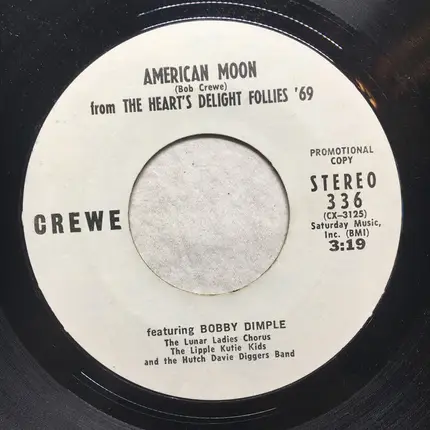 AMERICAN MOON
(Bob Crewe)
from THE HEART'S DELIGHT FOLLIES '69
PROMOTIONAL
COPY
STEREO
336
(CX-3125)
Saturday Music,
Inc. (BMI)
3:19
CREWE
featuring BOBBY DIMPLE
The Lunar Ladies Chorus
The Lipple Kutie Kids
and the Hutch Davie Diggers Band